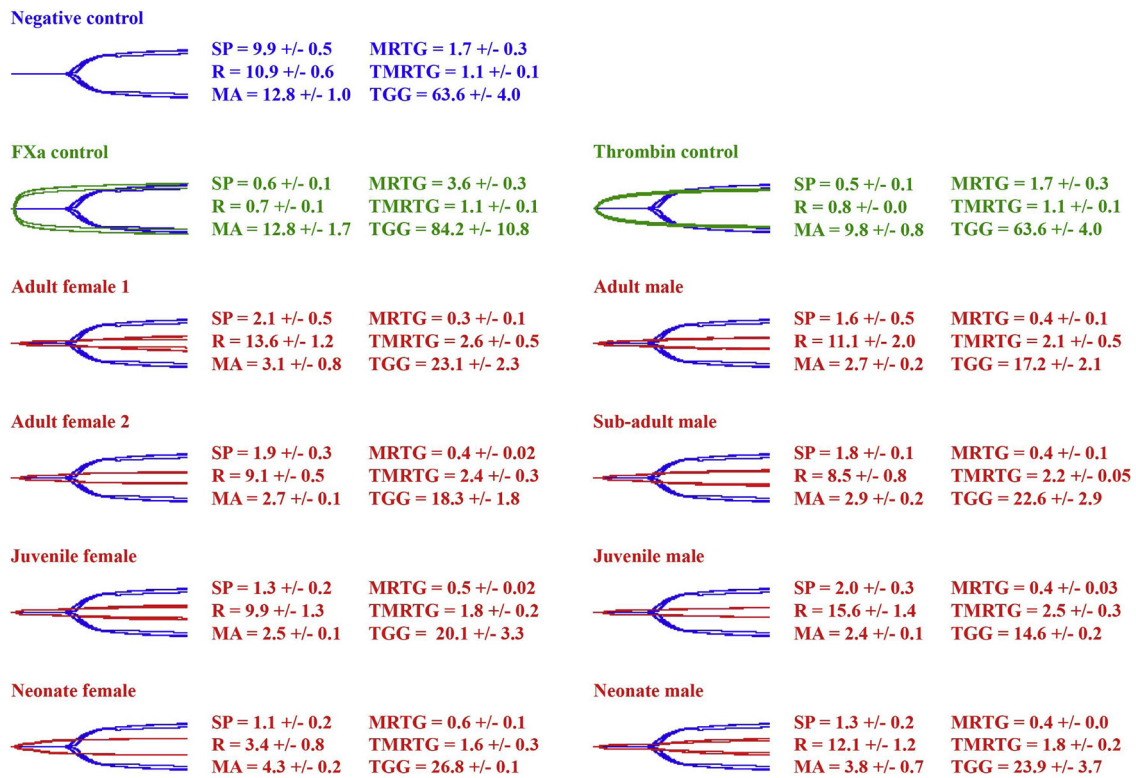 Negative control
SP = 9.9 +/- 0.5 MRTG = 1.7 +/- 0.3
R = 10.9 +/- 0.6 TMRTG = 1.1 +/- 0.1
MA = 12.8 +/- 1.0 TGG = 63.6 +/- 4.0
FXa control
SP = 0.6 +/- 0.1 MRTG = 3.6 +/- 0.3
R = 0.7 +/- 0.1 TMRTG = 1.1 +/- 0.1
MA = 12.8 +/- 1.7 TGG = 84.2 +/- 10.8
Thrombin control
SP = 0.5 +/- 0.1 MRTG = 1.7 +/- 0.3
R = 0.8 +/- 0.0 TMRTG = 1.1 +/- 0.1
MA = 9.8 +/- 0.8 TGG = 63.6 +/- 4.0
Adult female 1
SP = 2.1 +/- 0.5 MRTG = 0.3 +/- 0.1
R = 13.6 +/- 1.2 TMRTG = 2.6 +/- 0.5
MA = 3.1 +/- 0.8 TGG = 23.1 +/- 2.3
Adult male
SP = 1.6 +/- 0.5 MRTG = 0.4 +/- 0.1
R = 11.1 +/- 2.0 TMRTG = 2.1 +/- 0.5
MA = 2.7 +/- 0.2 TGG = 17.2 +/- 2.1
Adult female 2
SP = 1.9 +/- 0.3 MRTG = 0.4 +/- 0.02
R = 9.1 +/- 0.5 TMRTG = 2.4 +/- 0.3
MA = 2.7 +/- 0.1 TGG = 18.3 +/- 1.8
Sub-adult male
SP = 1.8 +/- 0.1 MRTG = 0.4 +/- 0.1
R = 8.5 +/- 0.8 TMRTG = 2.2 +/- 0.05
MA = 2.9 +/- 0.2 TGG = 22.6 +/- 2.9
Juvenile female
SP = 1.3 +/- 0.2 MRTG = 0.5 +/- 0.02
R = 9.9 +/- 1.3 TMRTG = 1.8 +/- 0.2
MA = 2.5 +/- 0.1 TGG = 20.1 +/- 3.3
Juvenile male
SP = 2.0 +/- 0.3 MRTG = 0.4 +/- 0.03
R = 15.6 +/- 1.4 TMRTG = 2.5 +/- 0.3
MA = 2.4 +/- 0.1 TGG = 14.6 +/- 0.2
Neonate female
SP = 1.1 +/- 0.2 MRTG = 0.6 +/- 0.1
R = 3.4 +/- 0.8 TMRTG = 1.6 +/- 0.3
MA = 4.3 +/- 0.2 TGG = 26.8 +/- 0.1
Neonate male
SP = 1.3 +/- 0.2 MRTG = 0.4 +/- 0.0
R = 12.1 +/- 1.2 TMRTG = 1.8 +/- 0.2
MA = 3.8 +/- 0.7 TGG = 23.9 +/- 3.7